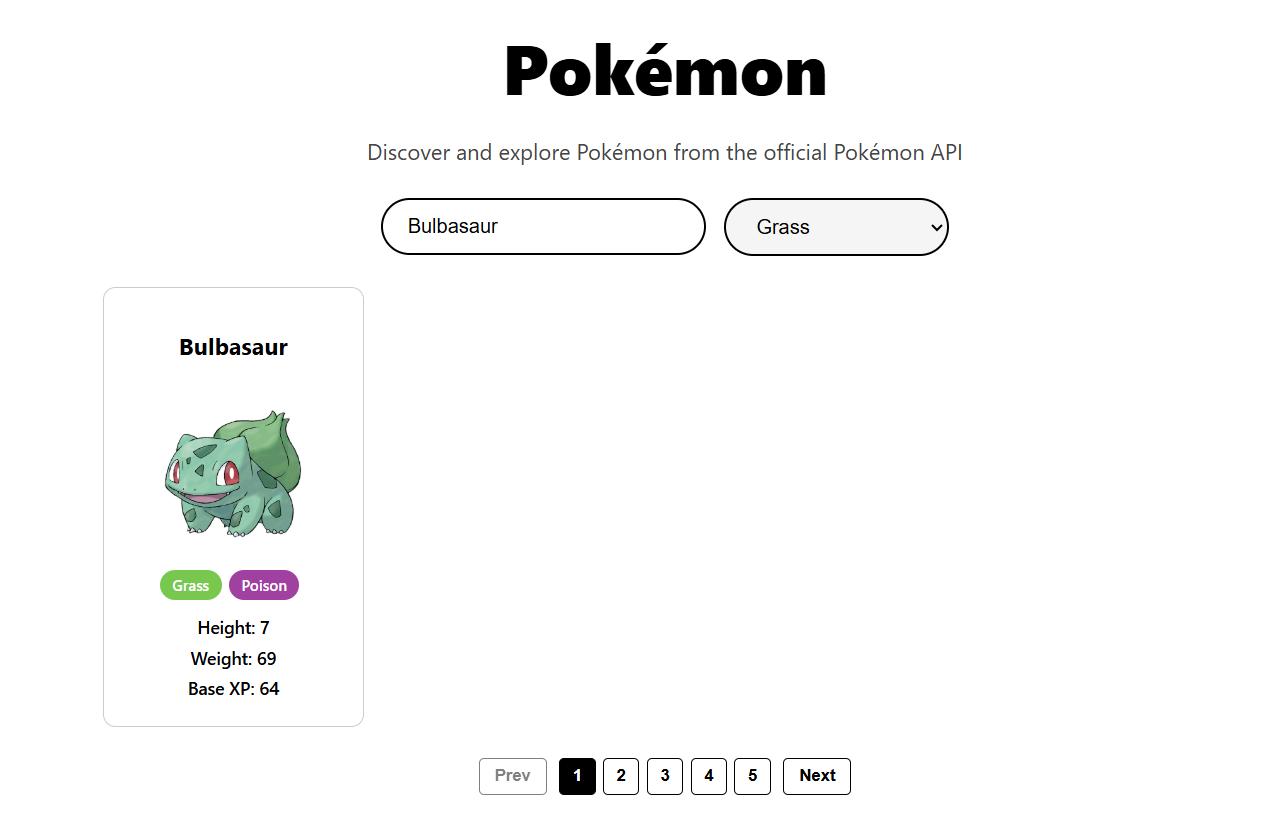 Pokémon
Discover and explore Pokémon from the official Pokémon API
Bulbasaur Grass
Bulbasaur
Grass Poison
Height: 7
Weight: 69
Base XP: 64
Prev 1 2 3 4 5 Next